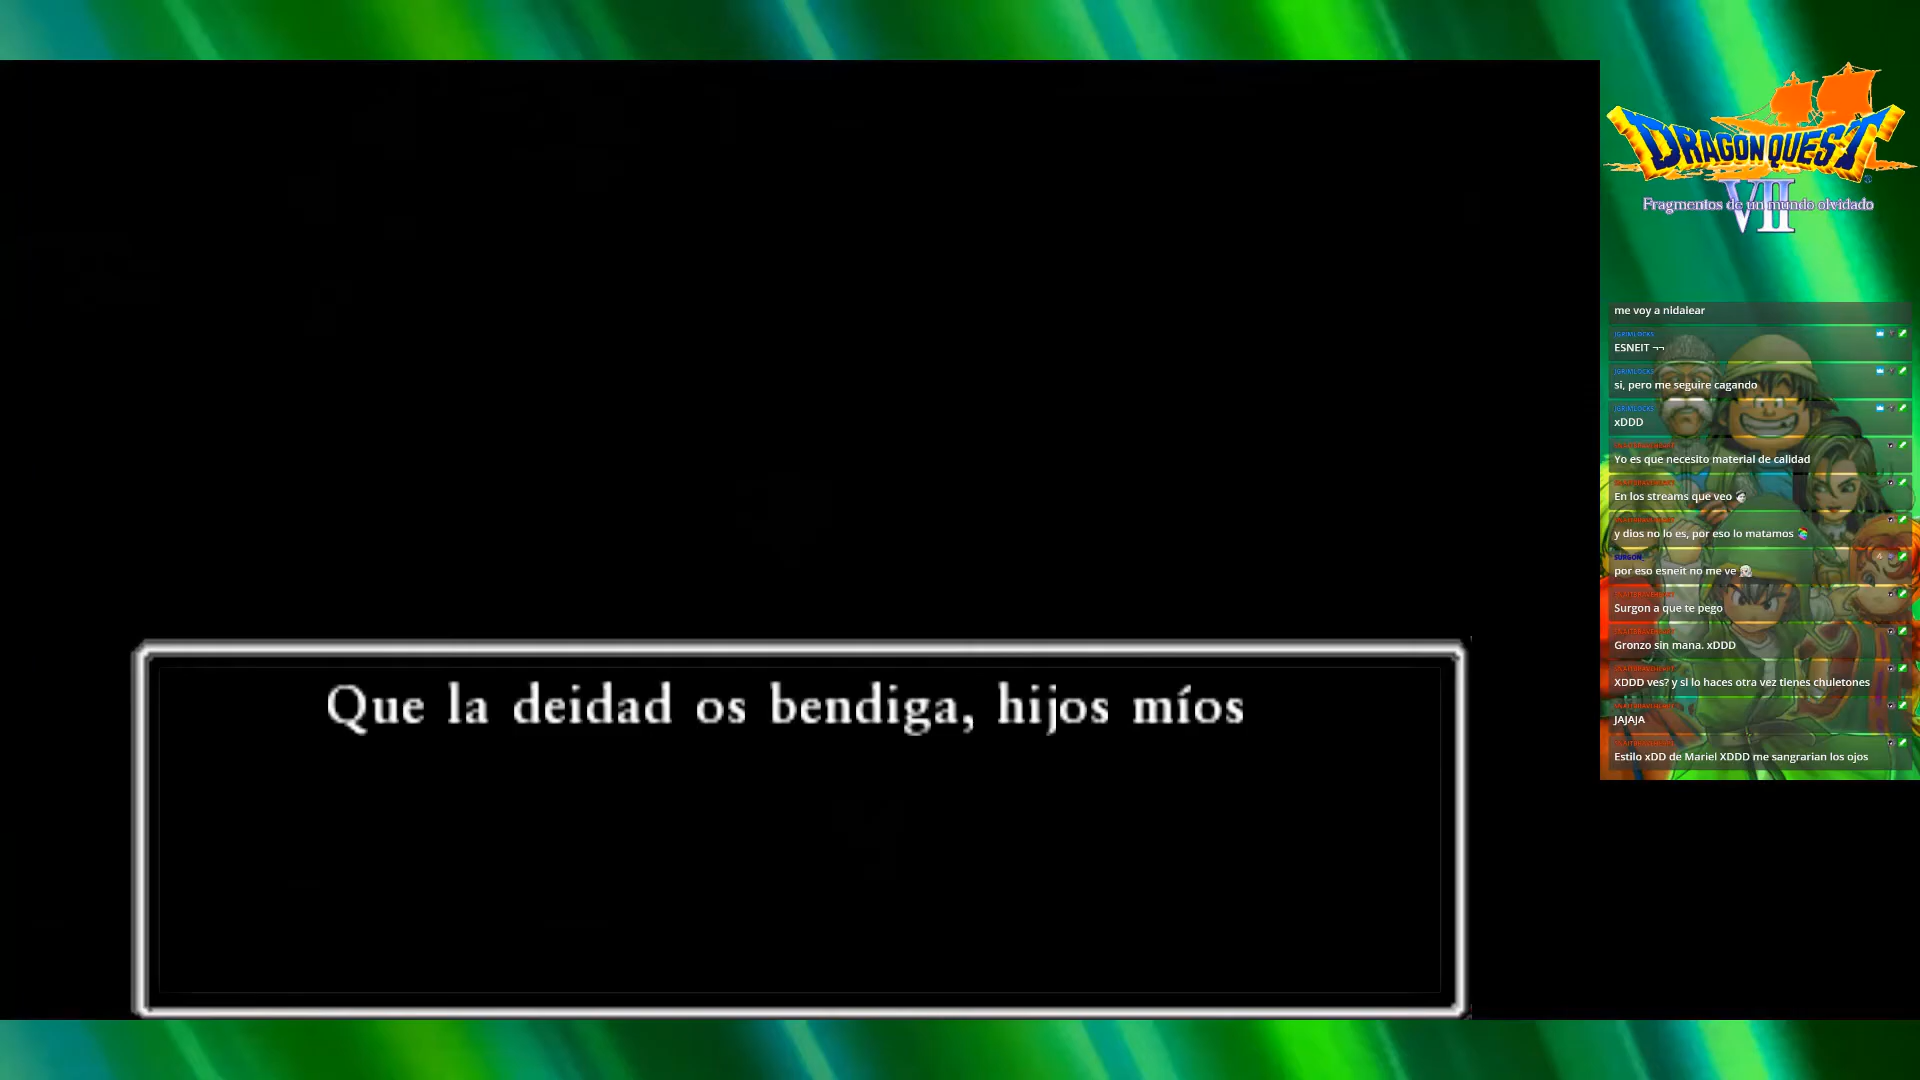 DRAGON QUEST
VII
Fragmentos de un mundo olvidado
me voy a nidalear
JGRIMLOCKS
ESNEIT ¬¬
JGRIMLOCKS
si, pero me seguire cagando
JGRIMLOCKS
xDDD
Yo es que necesito material de calidad
En los streams que veo
y dios no lo es, por eso lo matamos
SURGON_
por eso esneit no me ve
Surgon a que te pego
Gronzo sin mana. xDDD
XDDD ves? y si lo haces otra vez tienes chuletones
JAJAJA
Estilo xDD de Mariel XDDD me sangrarian los ojos
Que la deidad os bendiga, hijos míos